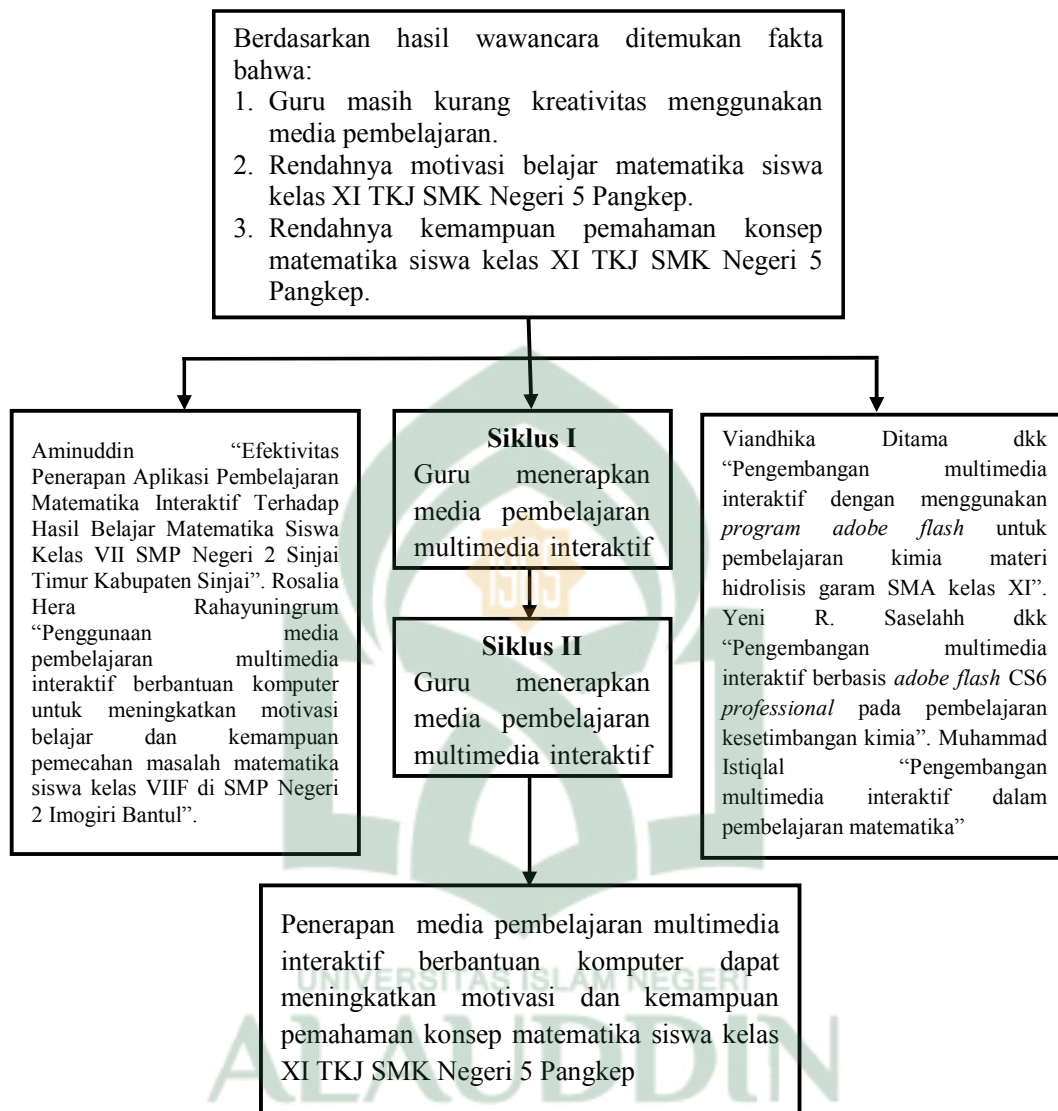 Berdasarkan hasil wawancara ditemukan fakta
bahwa:
1. Guru masih kurang kreativitas menggunakan
media pembelajaran.
2. Rendahnya motivasi belajar matematika siswa
kelas XI TKJ SMK Negeri 5 Pangkep.
3. Rendahnya kemampuan pemahaman konsep
matematika siswa kelas XI TKJ SMK Negeri 5
Pangkep.
Aminuddin “Efektivitas
Penerapan Aplikasi Pembelajaran
Matematika Interaktif Terhadap
Hasil Belajar Matematika Siswa
Kelas VII SMP Negeri 2 Sinjai
Timur Kabupaten Sinjai”. Rosalia
Hera Rahayuningrum
“Penggunaan media
pembelajaran multimedia
interaktif berbantuan komputer
untuk meningkatkan motivasi
belajar dan kemampuan
pemecahan masalah matematika
siswa kelas VIIF di SMP Negeri
2 Imogiri Bantul”.
Siklus I
Guru menerapkan
media pembelajaran
multimedia interaktif
Siklus II
Guru menerapkan
media pembelajaran
multimedia interaktif
Viandhika Ditama dkk
“Pengembangan multimedia
interaktif dengan menggunakan
program adobe flash untuk
pembelajaran kimia materi
hidrolisis garam SMA kelas XI”.
Yeni R. Saselahh dkk
“Pengembangan multimedia
interaktif berbasis adobe flash CS6
professional pada pembelajaran
kesetimbangan kimia”. Muhammad
Istiqlal “Pengembangan
multimedia interaktif dalam
pembelajaran matematika”
Penerapan media pembelajaran multimedia
interaktif berbantuan komputer dapat
meningkatkan motivasi dan kemampuan
pemahaman konsep matematika siswa kelas
XI TKJ SMK Negeri 5 Pangkep
1965
UNIVERSITAS ISLAM NEGERI
ALAUDDIN